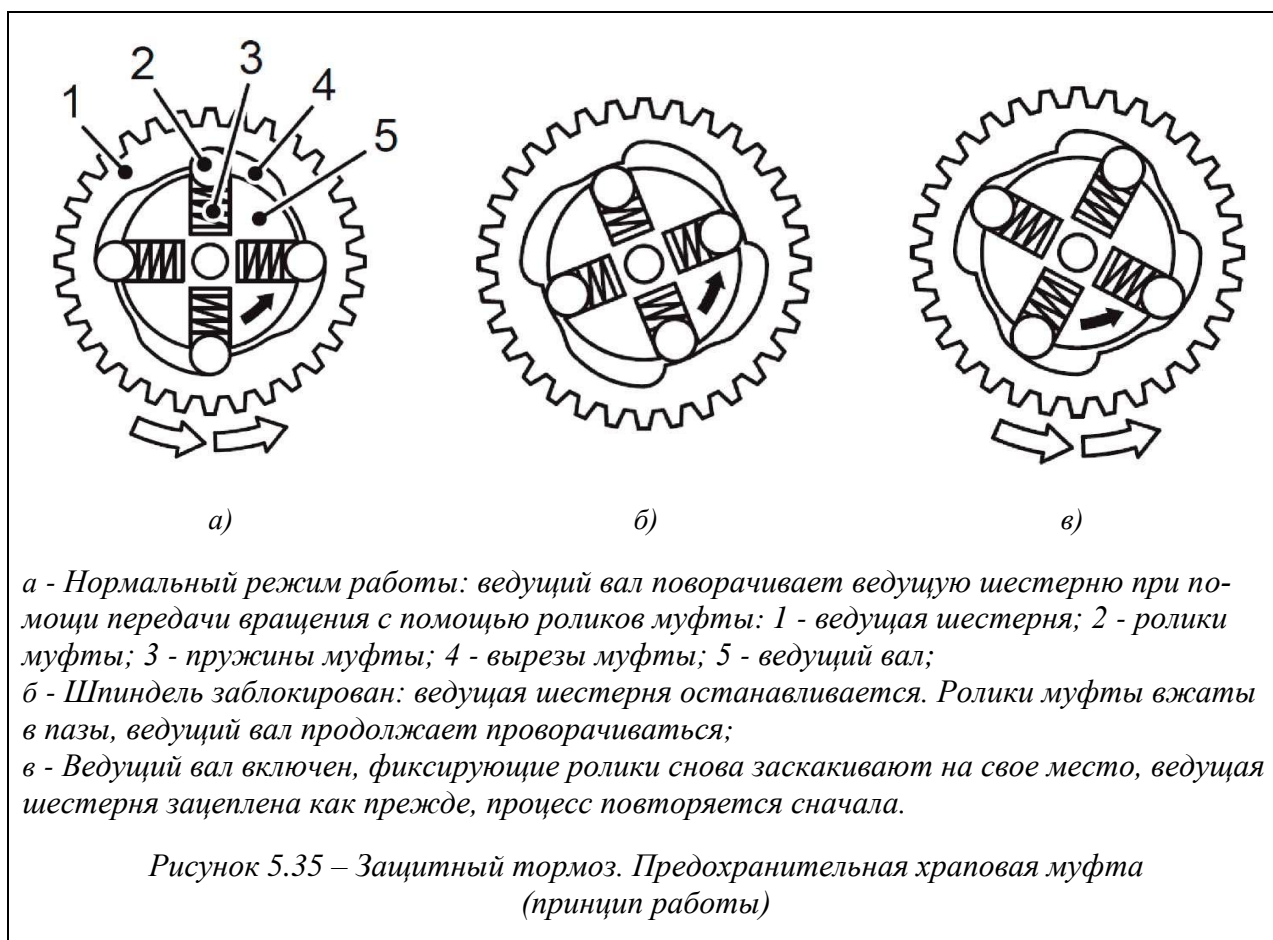 1 2 3 4 5
а) б) в)
а - Нормальный режим работы: ведущий вал поворачивает ведущую шестерню при по-
мощи передачи вращения с помощью роликов муфты: 1 - ведущая шестерня; 2 - ролики
муфты; 3 - пружины муфты; 4 - вырезы муфты; 5 - ведущий вал;
б - Шпиндель заблокирован: ведущая шестерня останавливается. Ролики муфты вжаты
в пазы, ведущий вал продолжает проворачиваться;
в - Ведущий вал включен, фиксирующие ролики снова заскакивают на свое место, ведущая
шестерня зацеплена как прежде, процесс повторяется сначала.
Рисунок 5.35 – Защитный тормоз. Предохранительная храповая муфта
(принцип работы)